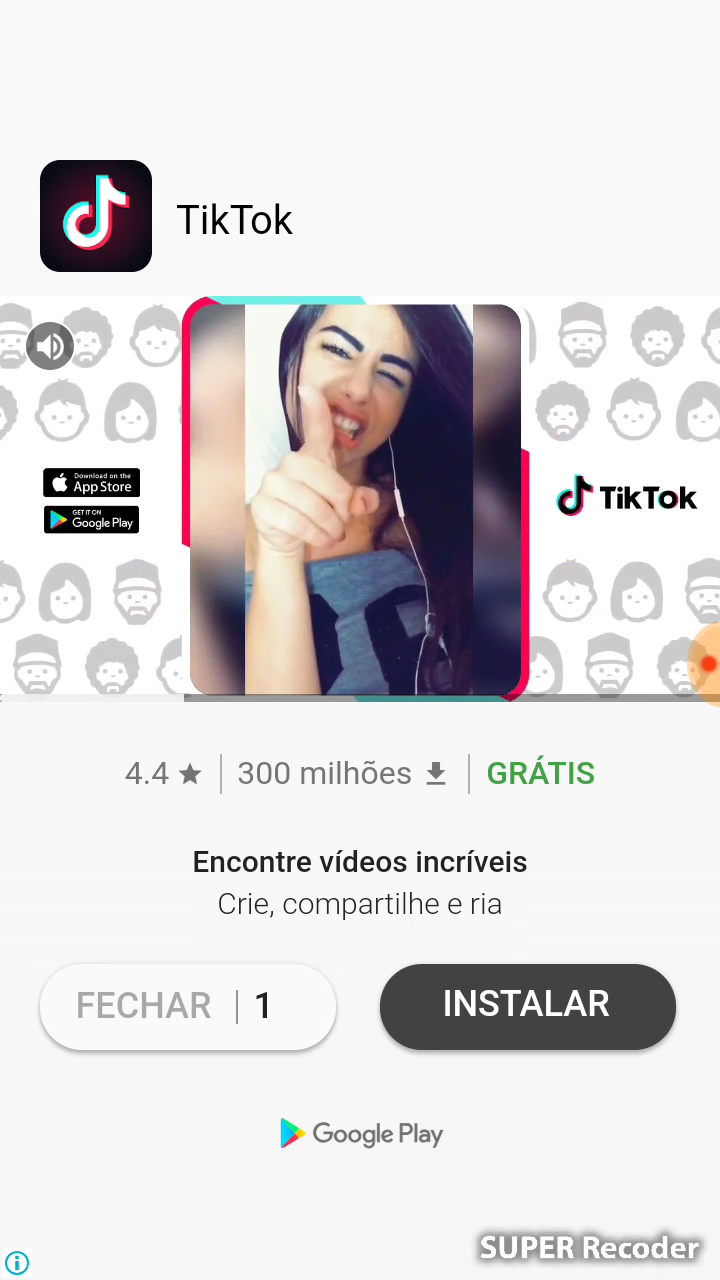 TikTok
Download on the
App Store
GET IT ON
Google Play
TikTok
4.4 300 milhões GRÁTIS
Encontre vídeos incríveis
Crie, compartilhe e ria
FECHAR 1
INSTALAR
Google Play
SUPER Recoder